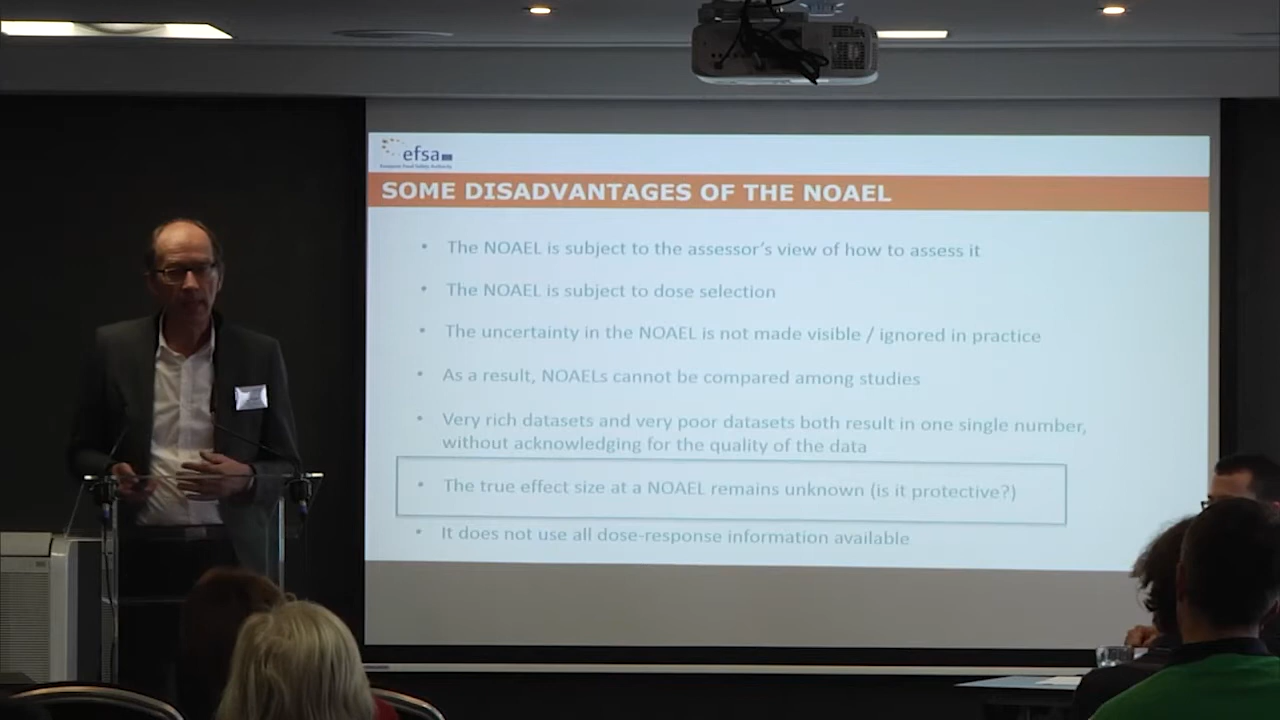 efsa
European Food Safety Authority
SOME DISADVANTAGES OF THE NOAEL
• The NOAEL is subject to the assessor's view of how to assess it
• The NOAEL is subject to dose selection
• The uncertainty in the NOAEL is not made visible / ignored in practice
• As a result, NOAELs cannot be compared among studies
• Very rich datasets and very poor datasets both result in one single number,
without acknowledging for the quality of the data
• The true effect size at a NOAEL remains unknown (is it protective?)
• It does not use all dose-response information available